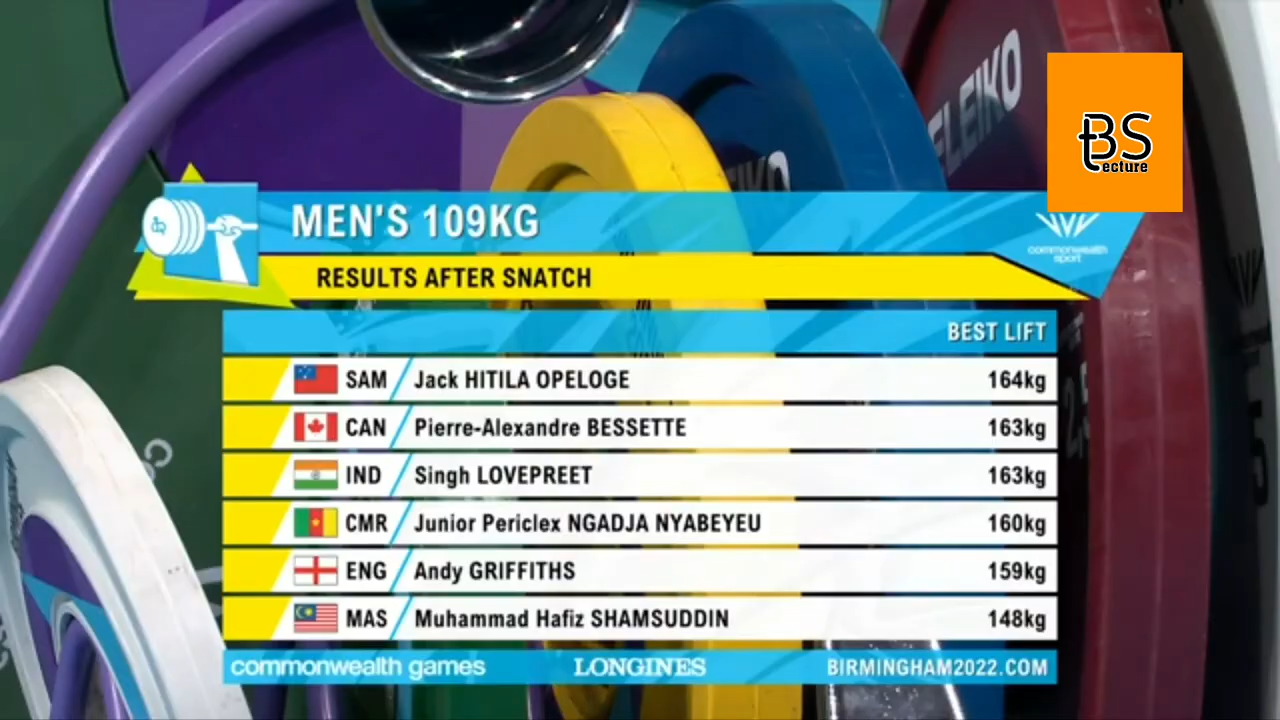 ELEIKO
BS
ecture
MEN'S 109KG
commonwealth
sport
RESULTS AFTER SNATCH
BEST LIFT
SAM Jack HITILA OPELOGE 164kg
CAN Pierre-Alexandre BESSETTE 163kg
IND Singh LOVEPREET 163kg
CMR Junior Periclex NGADJA NYABEYEU 160kg
ENG Andy GRIFFITHS 159kg
MAS Muhammad Hafiz SHAMSUDDIN 148kg
commonwealth games LONGINES BIRMINGHAM2022.COM